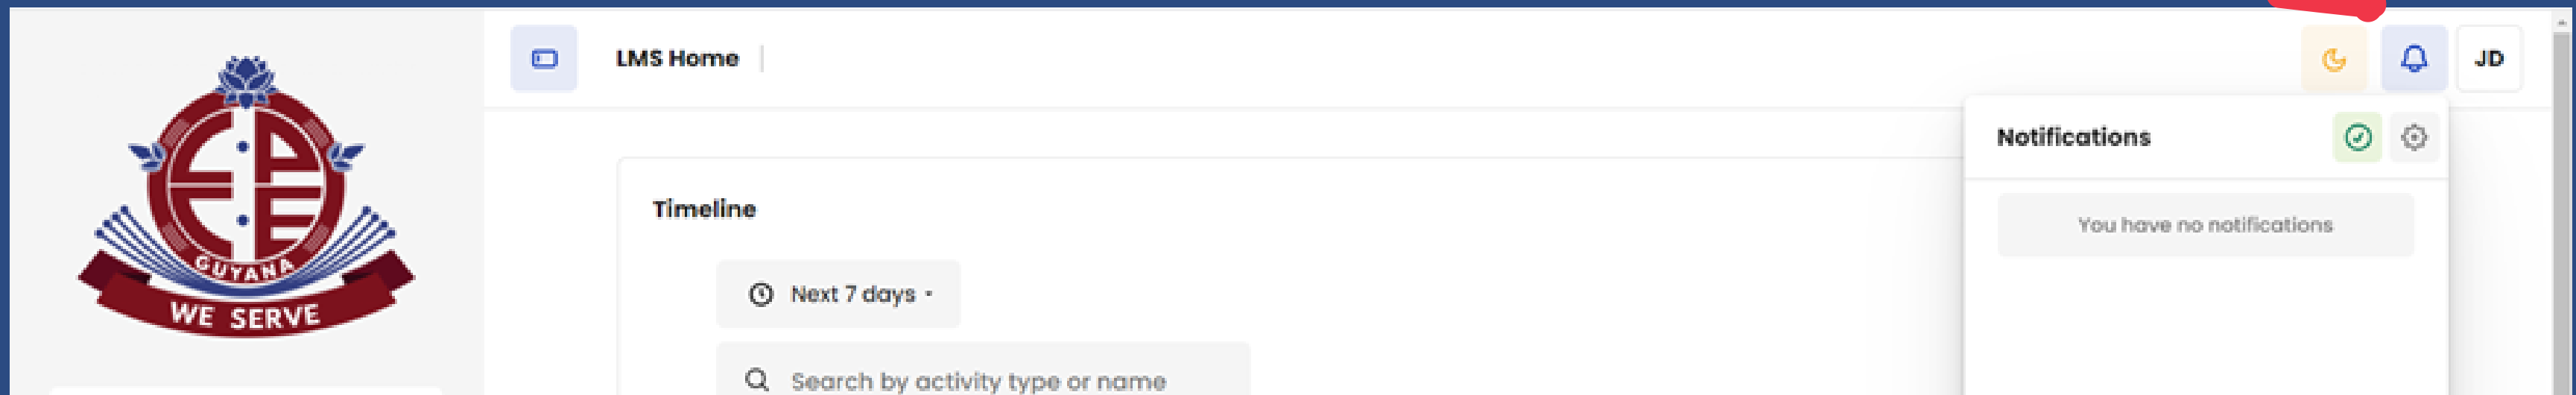 LMS Home
JD
Notifications
You have no notifications
Timeline
Next 7 days
Search by activity type or name
GUYANA
WE SERVE